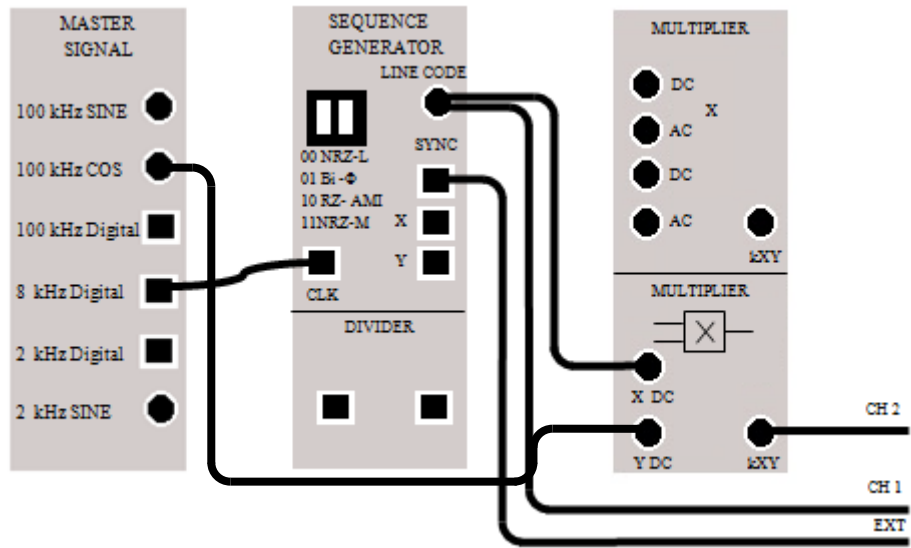 MASTER
SIGNAL
100 kHz SINE
100 kHz COS
100 kHz Digital
8 kHz Digital
2 kHz Digital
2 kHz SINE
SEQUENCE
GENERATOR
LINE CODE
SYNC
00 NRZ-L
01 Bi -Φ
10 RZ- AMI
11NRZ-M
X
Y
CLK
DIVIDER
MULTIPLIER
DC
X
AC
DC
AC
kXY
MULTIPLIER
X
X DC
Y DC
kXY
CH 2
CH 1
EXT